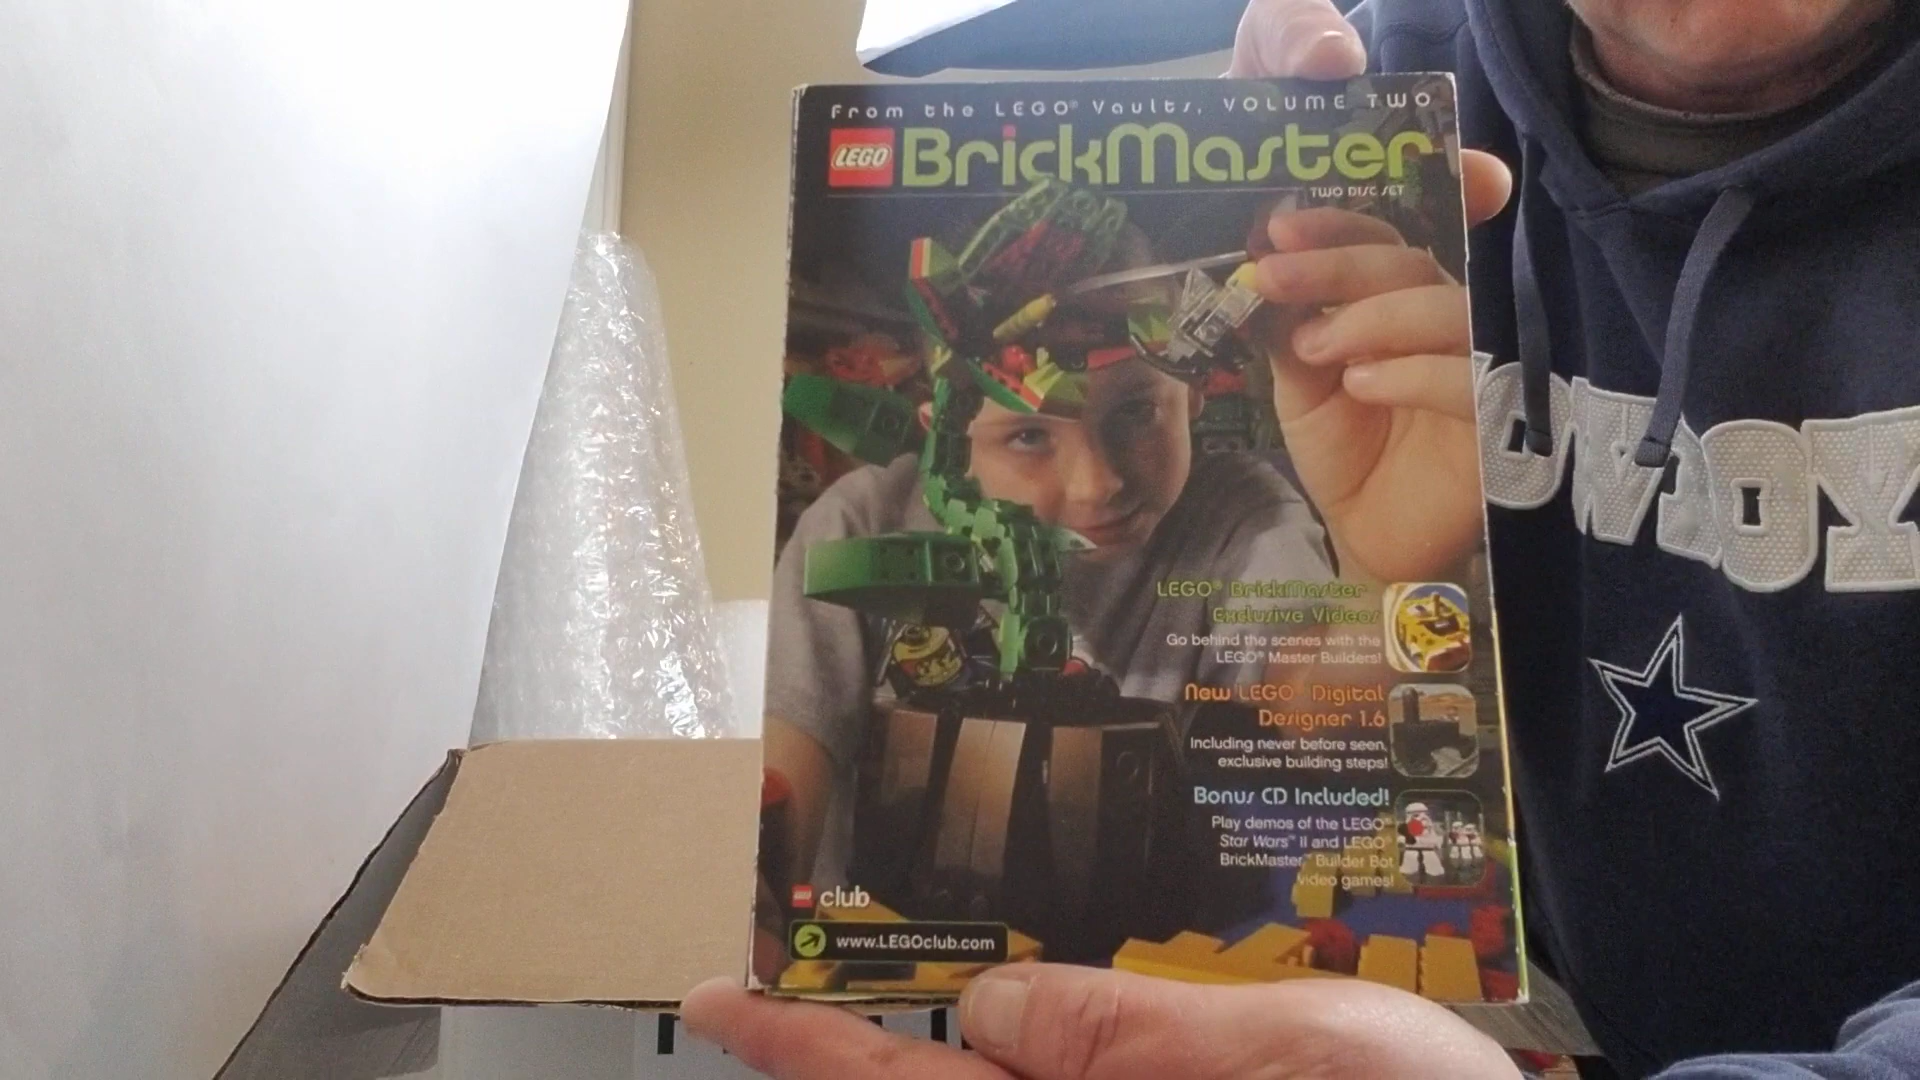 From the LEGO® Vaults, VOLUME TWO
LEGO BrickMaster
TWO DISC SET
LEGO® BrickMaster
Exclusive Videos
Go behind the scenes with the
LEGO® Master Builders!
New LEGO® Digital
Designer 1.6
Including never before seen,
exclusive building steps!
Bonus CD Included!
Play demos of the LEGO®
Star Wars™ II and LEGO®
BrickMaster™ Builder Bot
video games!
club
www.LEGOclub.com
OWBOY